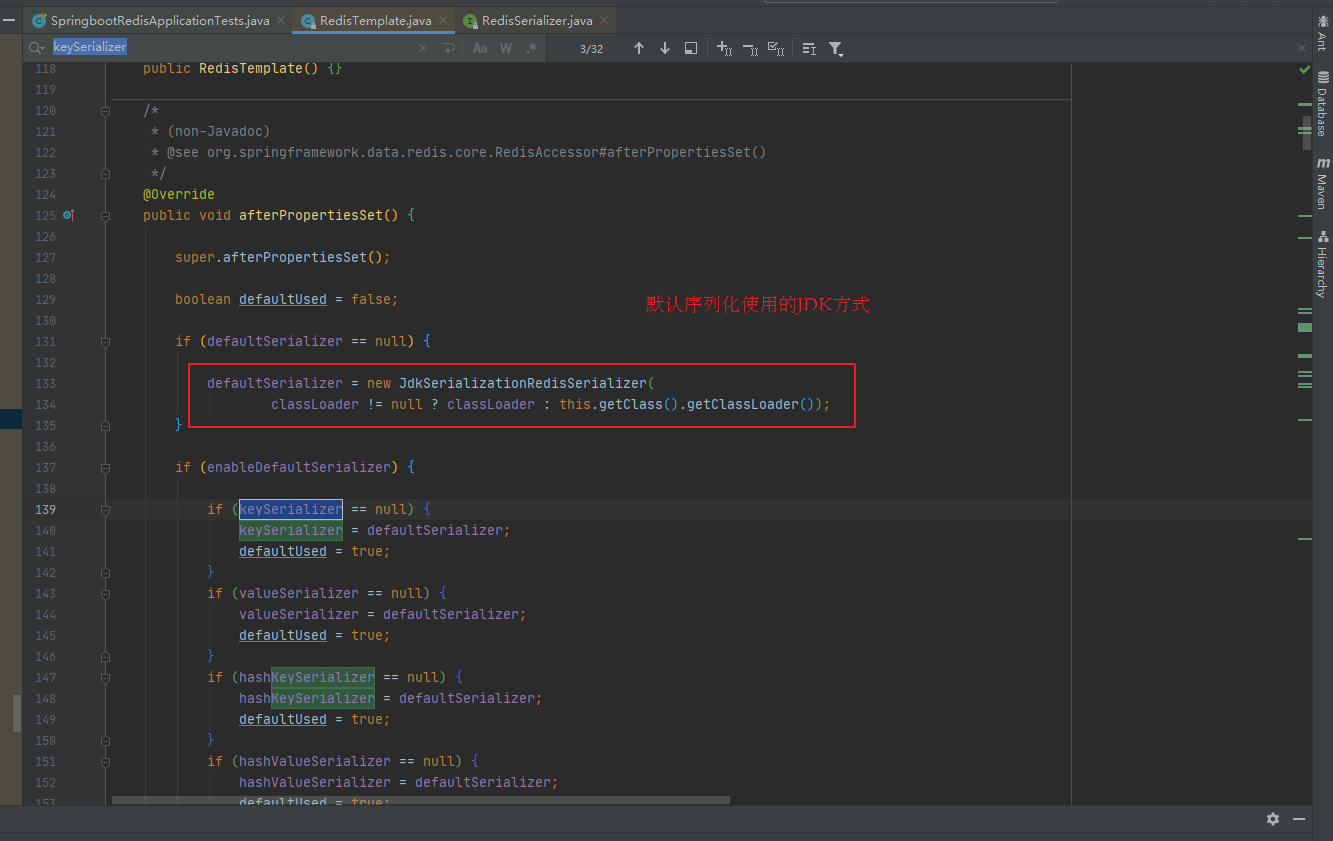 SpringbootRedisApplicationTests.java
RedisTemplate.java
RedisSerializer.java
keySerializer
Aa
W
.*
3/32
118 public RedisTemplate() {}
119
120 /*
121 * (non-Javadoc)
122 * @see org.springframework.data.redis.core.RedisAccessor#afterPropertiesSet()
123 */
124 @Override
125 public void afterPropertiesSet() {
126
127 super.afterPropertiesSet();
128
129 boolean defaultUsed = false;
默认序列化使用的JDK方式
130
131 if (defaultSerializer == null) {
132
133 defaultSerializer = new JdkSerializationRedisSerializer(
134 classLoader != null ? classLoader : this.getClass().getClassLoader());
135 }
136
137 if (enableDefaultSerializer) {
138
139 if (keySerializer == null) {
140 keySerializer = defaultSerializer;
141 defaultUsed = true;
142 }
143 if (valueSerializer == null) {
144 valueSerializer = defaultSerializer;
145 defaultUsed = true;
146 }
147 if (hashKeySerializer == null) {
148 hashKeySerializer = defaultSerializer;
149 defaultUsed = true;
150 }
151 if (hashValueSerializer == null) {
152 hashValueSerializer = defaultSerializer;
153 defaultUsed = true;
Ant
Database
m Maven
Hierarchy